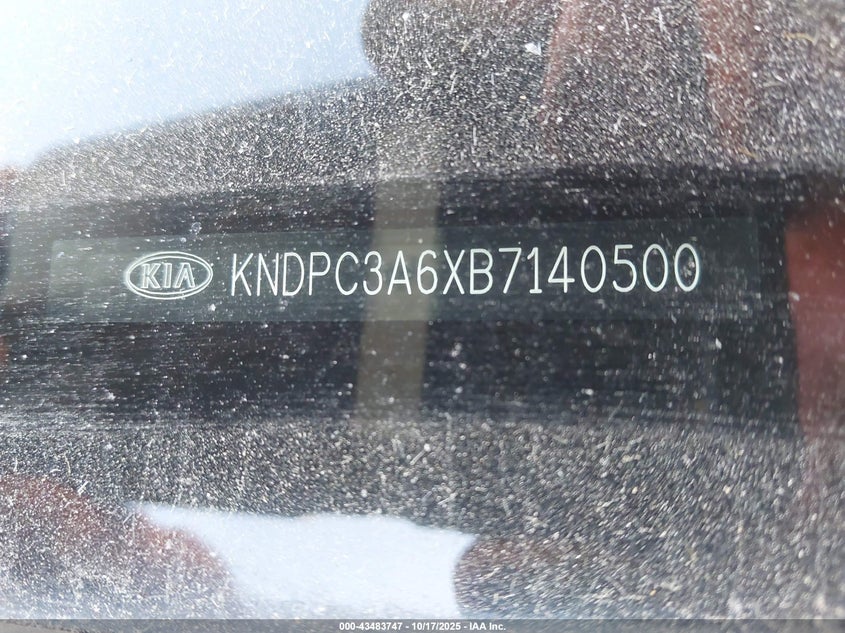 KIA KNDPC3A6XB7140500
000-43483747 - 10/17/2025 - IAA Inc.